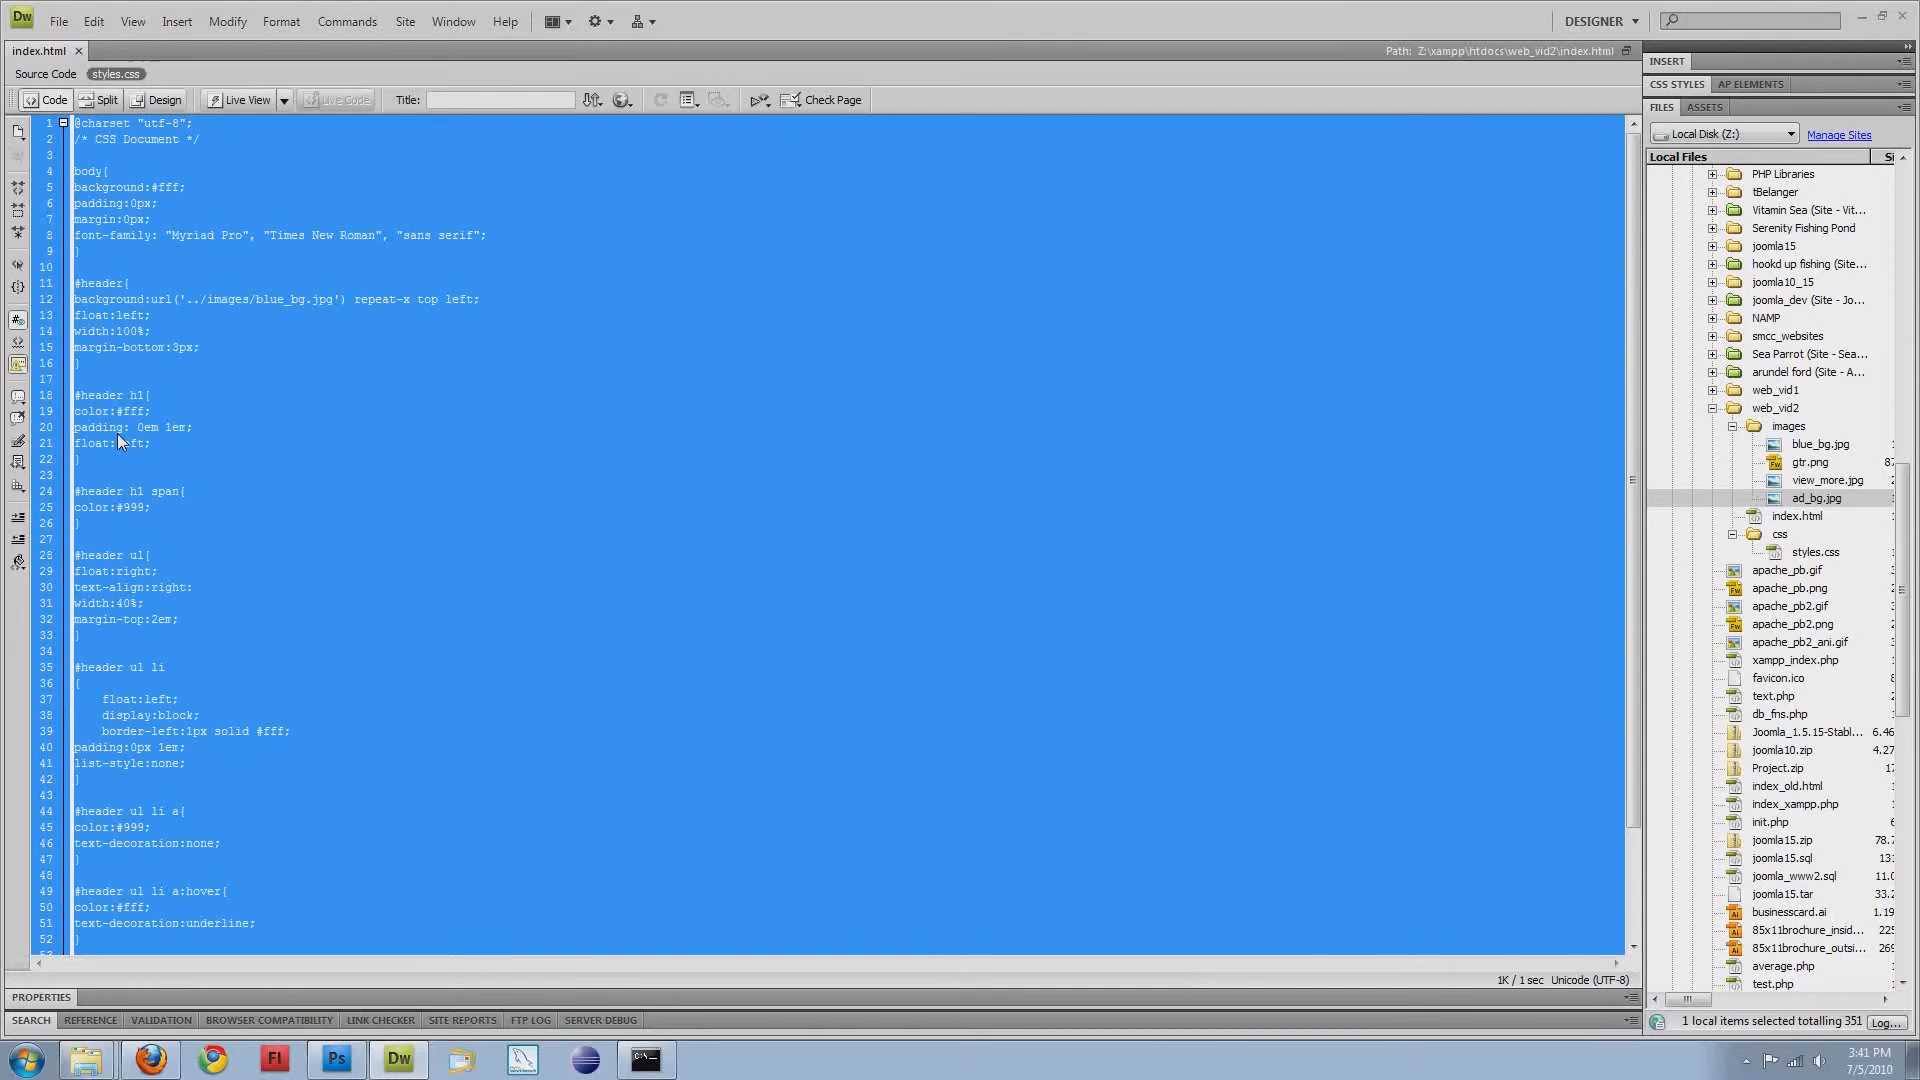 Dw File Edit View Insert Modify Format Commands Site Window Help DESIGNER
index.html Path: Z:\xampp\htdocs\web_vid2\index.html
Source Code styles.css
Code Split Design Live View Live Code Title: Check Page
1 @charset "utf-8";
2 /* CSS Document */
3
4 body{
5 background:#fff;
6 padding:0px;
7 margin:0px;
8 font-family: "Myriad Pro", "Times New Roman", "sans serif";
9 }
10
11 #header{
12 background:url('../images/blue_bg.jpg') repeat-x top left;
13 float:left;
14 width:100%;
15 margin-bottom:3px;
16 }
17
18 #header h1{
19 color:#fff;
20 padding: 0em 1em;
21 float:left;
22 }
23
24 #header h1 span{
25 color:#999;
26 }
27
28 #header ul{
29 float:right;
30 text-align:right:
31 width:40%;
32 margin-top:2em;
33 }
34
35 #header ul li
36 {
37 float:left;
38 display:block;
39 border-left:1px solid #fff;
40 padding:0px 1em;
41 list-style:none;
42 }
43
44 #header ul li a{
45 color:#999;
46 text-decoration:none;
47 }
48
49 #header ul li a:hover{
50 color:#fff;
51 text-decoration:underline;
52 }
1K / 1 sec Unicode (UTF-8)
PROPERTIES
SEARCH REFERENCE VALIDATION BROWSER COMPATIBILITY LINK CHECKER SITE REPORTS FTP LOG SERVER DEBUG
INSERT
CSS STYLES AP ELEMENTS
FILES ASSETS
Local Disk (Z:) Manage Sites
Local Files Si
PHP Libraries
tBelanger
Vitamin Sea (Site - Vit...
Serenity Fishing Pond
joomla15
hookd up fishing (Site...
joomla10_15
joomla_dev (Site - Jo...
NAMP
smcc_websites
Sea Parrot (Site - Sea...
arundel ford (Site - A...
web_vid1
web_vid2
images
blue_bg.jpg
gtr.png 87
view_more.jpg
ad_bg.jpg
index.html
css
styles.css
apache_pb.gif
apache_pb.png
apache_pb2.gif
apache_pb2.png
apache_pb2_ani.gif
xampp_index.php
favicon.ico
text.php
db_fns.php
Joomla_1.5.15-Stabl... 6.46
joomla10.zip 4.27
Project.zip 17
index_old.html
index_xampp.php
init.php
joomla15.zip 78.7
joomla15.sql 131
joomla_www2.sql 11.0
joomla15.tar 33.2
businesscard.ai 1.19
85x11brochure_insid... 225
85x11brochure_outsi... 269
average.php
test.php
1 local items selected totalling 351 Log...
Fl Ps Dw C:\
3:41 PM
7/5/2010